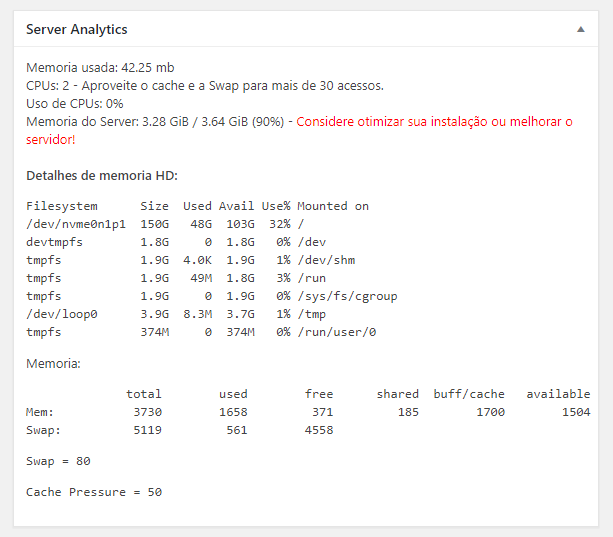 Server Analytics
Memoria usada: 42.25 mb
CPUs: 2 - Aproveite o cache e a Swap para mais de 30 acessos.
Uso de CPUs: 0%
Memoria do Server: 3.28 GiB / 3.64 GiB (90%) - Considere otimizar sua instalação ou melhorar o
servidor!
Detalhes de memoria HD:
Filesystem      Size  Used Avail Use% Mounted on
/dev/nvme0n1p1  150G   48G  103G  32% /
devtmpfs        1.8G     0  1.8G   0% /dev
tmpfs           1.9G  4.0K  1.9G   1% /dev/shm
tmpfs           1.9G   49M  1.8G   3% /run
tmpfs           1.9G     0  1.9G   0% /sys/fs/cgroup
/dev/loop0      3.9G  8.3M  3.7G   1% /tmp
tmpfs           374M     0  374M   0% /run/user/0
Memoria:
              total        used        free      shared  buff/cache   available
Mem:           3730        1658         371         185        1700        1504
Swap:          5119         561        4558
Swap = 80
Cache Pressure = 50